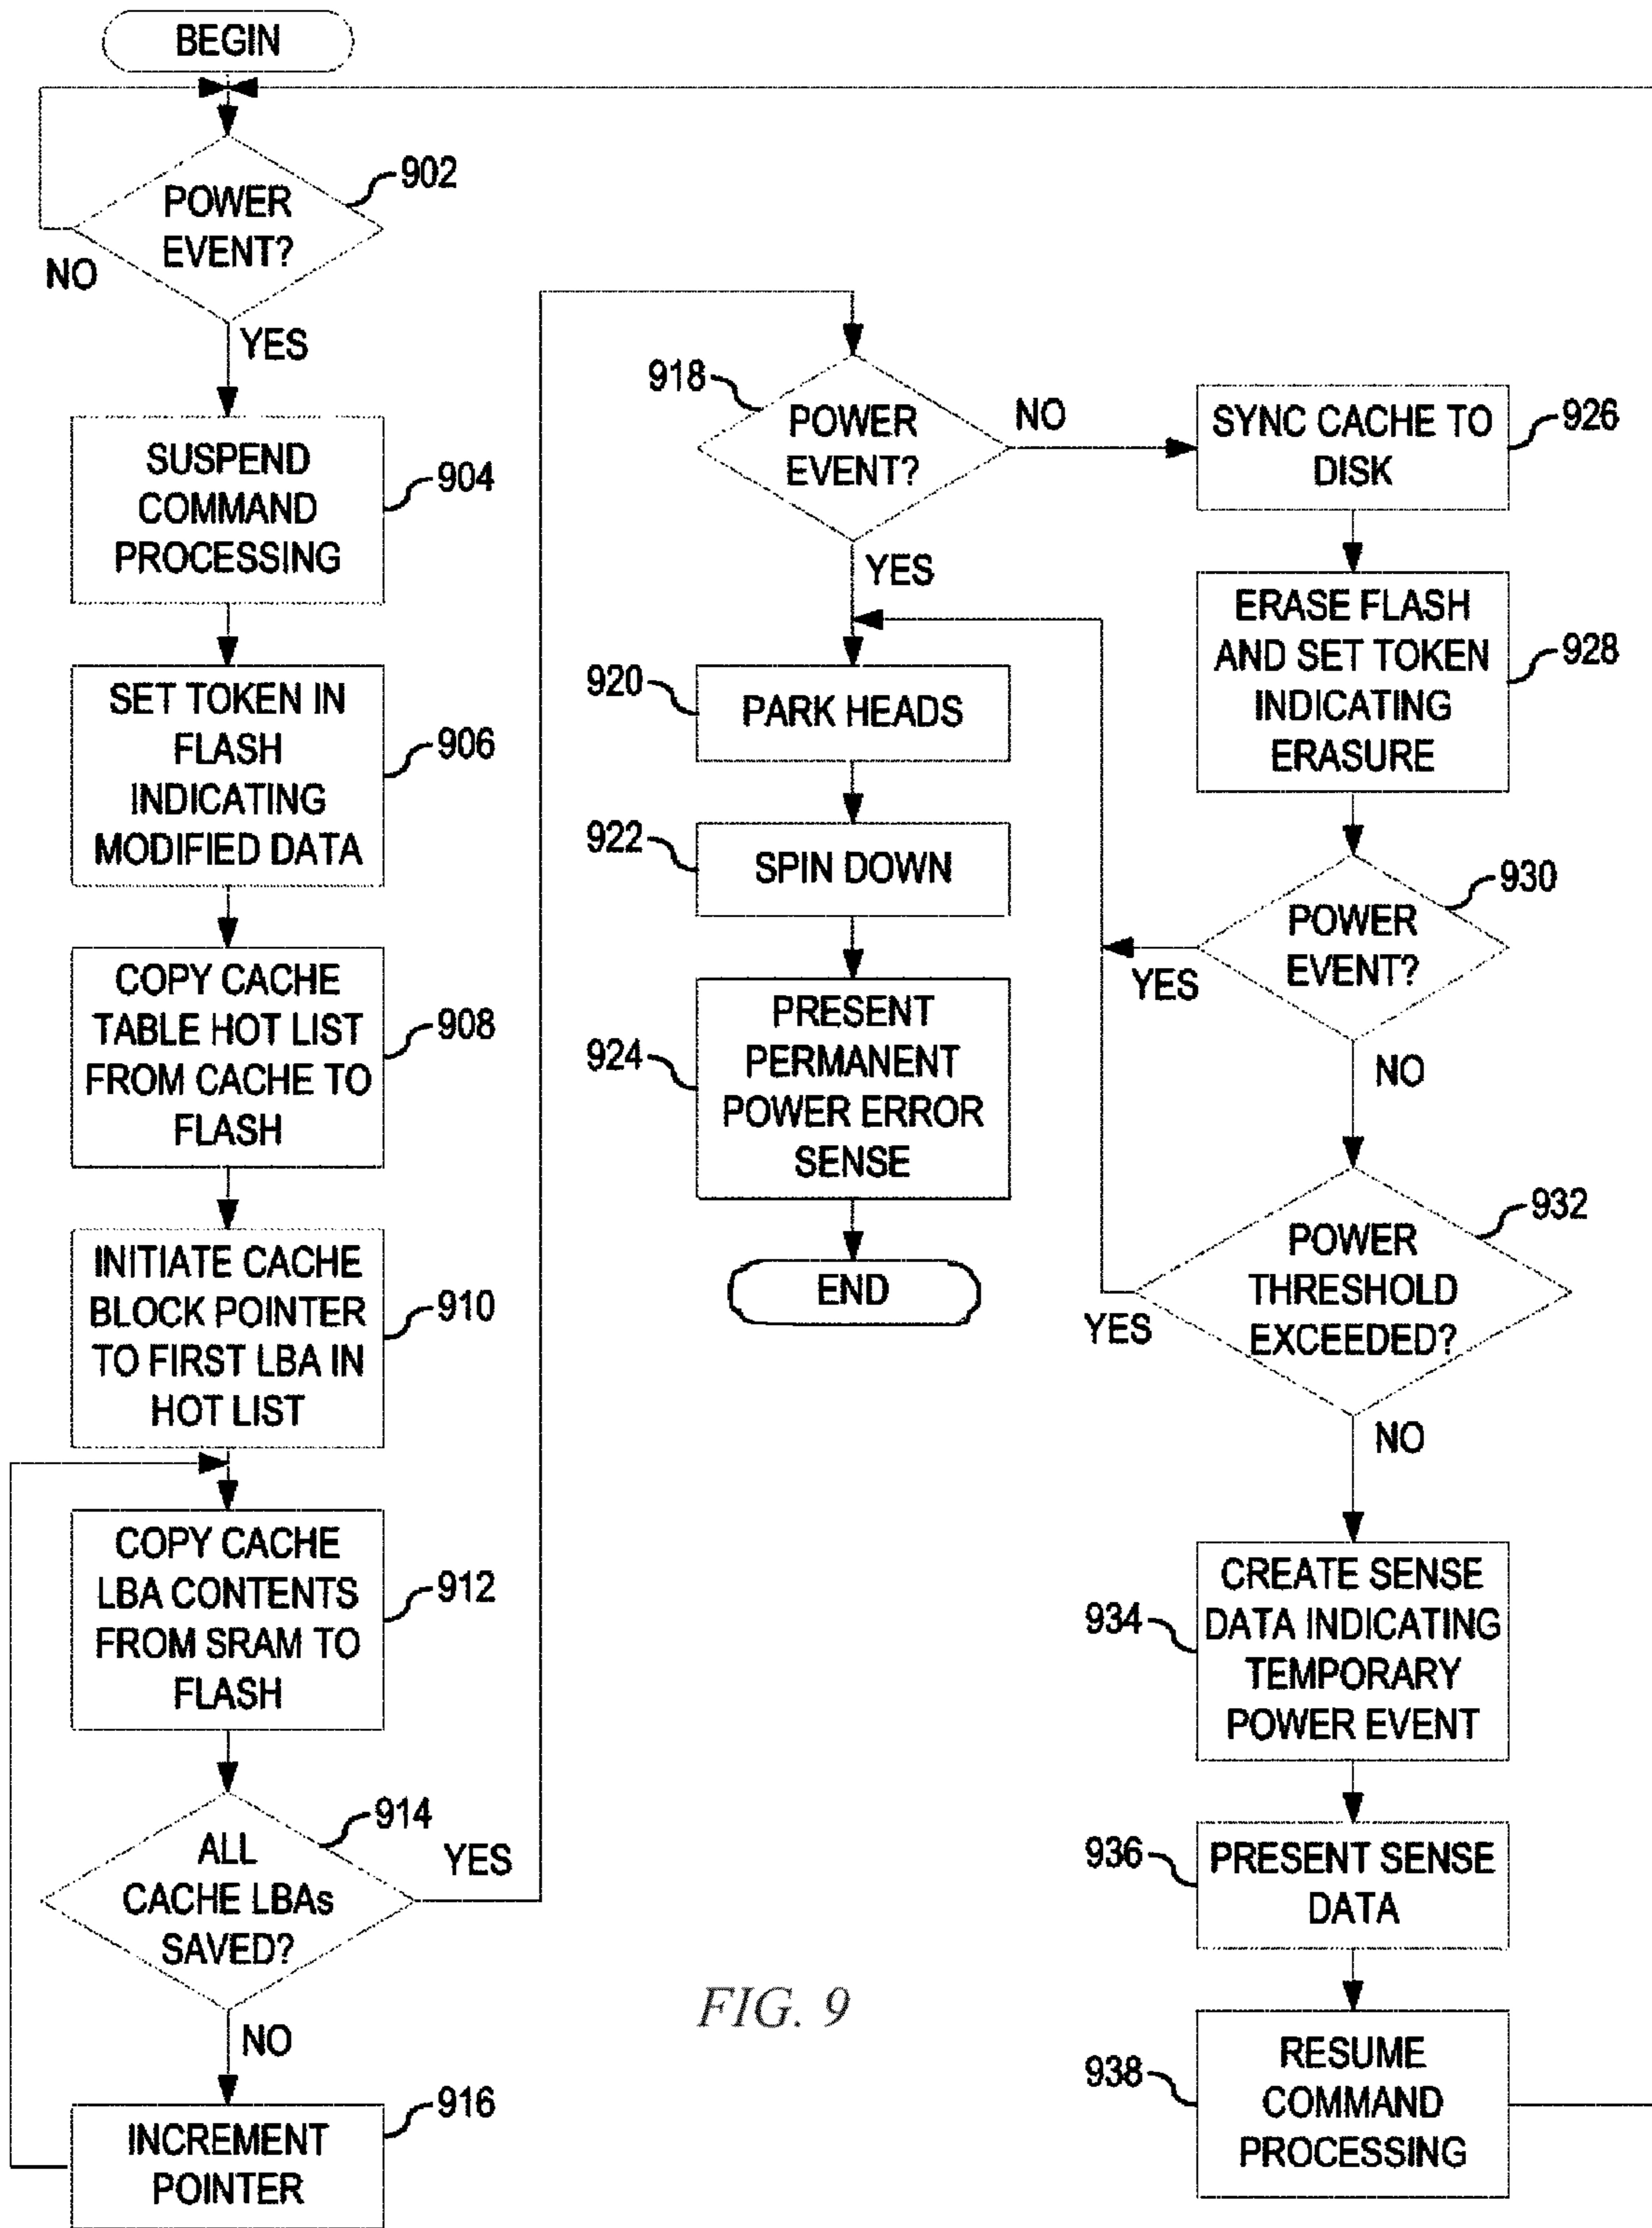 BEGIN
902
POWER
EVENT?
NO
YES
SUSPEND
COMMAND
PROCESSING
904
SET TOKEN IN
FLASH
INDICATING
MODIFIED DATA
906
COPY CACHE
TABLE HOT LIST
FROM CACHE TO
FLASH
908
INITIATE CACHE
BLOCK POINTER
TO FIRST LBA IN
HOT LIST
910
COPY CACHE
LBA CONTENTS
FROM SRAM TO
FLASH
912
914
ALL
CACHE LBAs
SAVED?
YES
NO
INCREMENT
POINTER
916
918
POWER
EVENT?
NO
YES
920
PARK HEADS
922
SPIN DOWN
924
PRESENT
PERMANENT
POWER ERROR
SENSE
END
SYNC CACHE TO
DISK
926
ERASE FLASH
AND SET TOKEN
INDICATING
ERASURE
928
930
POWER
EVENT?
YES
NO
932
POWER
THRESHOLD
EXCEEDED?
YES
NO
934
CREATE SENSE
DATA INDICATING
TEMPORARY
POWER EVENT
936
PRESENT SENSE
DATA
938
RESUME
COMMAND
PROCESSING
FIG. 9